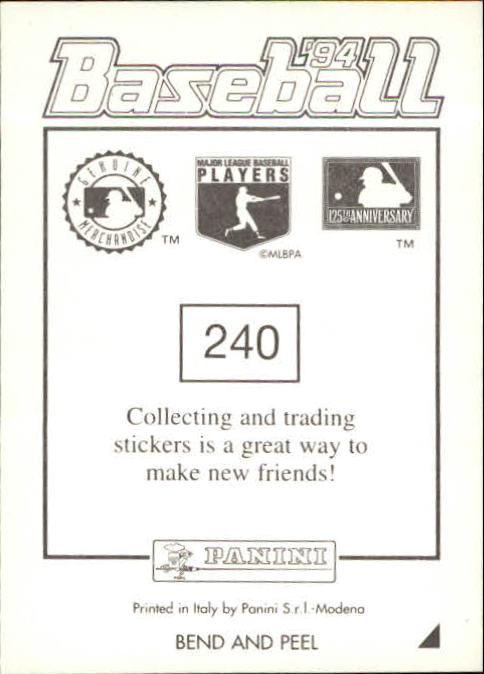 Baseball '94
GENUINE MERCHANDISE
TM
MAJOR LEAGUE BASEBALL
PLAYERS
©MLBPA
125TH ANNIVERSARY
TM
240
Collecting and trading
stickers is a great way to
make new friends!
PANINI
Printed in Italy by Panini S.r.l.-Modena
BEND AND PEEL